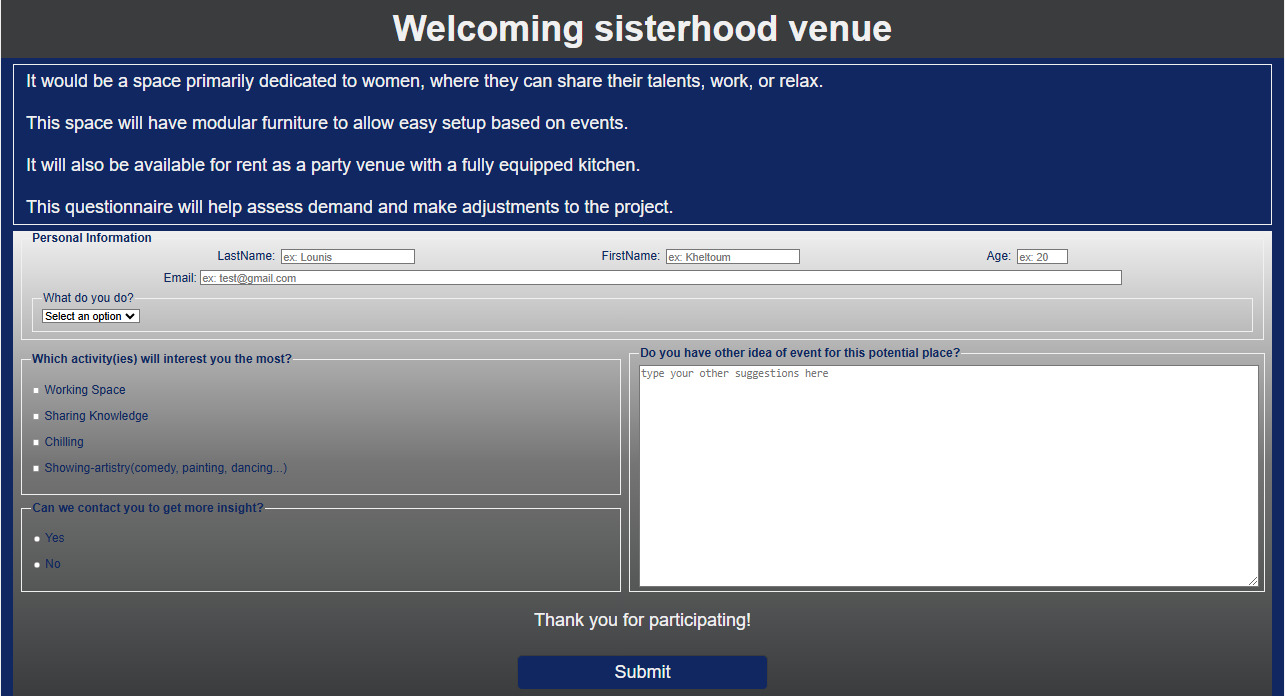 Welcoming sisterhood venue
It would be a space primarily dedicated to women, where they can share their talents, work, or relax.
This space will have modular furniture to allow easy setup based on events.
It will also be available for rent as a party venue with a fully equipped kitchen.
This questionnaire will help assess demand and make adjustments to the project.
Personal Information
LastName: ex: Lounis FirstName: ex: Kheltoum Age: ex: 20
Email: ex: test@gmail.com
What do you do?
Select an option
Which activity(ies) will interest you the most?
Working Space
Sharing Knowledge
Chilling
Showing-artistry(comedy, painting, dancing...)
Can we contact you to get more insight?
Yes
No
Do you have other idea of event for this potential place?
type your other suggestions here
Thank you for participating!
Submit